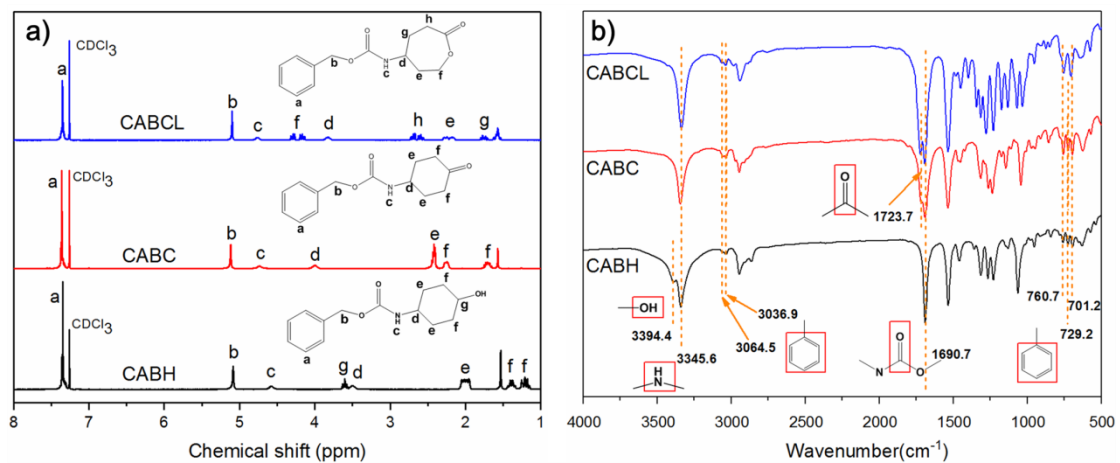 a)
CDCl3
a
b
c
f
d
h
e
g
CABCL
h
g
O
O
O
O
N
H
b
c
d
e
f
a
CDCl3
a
b
c
d
e
f
f
CABC
e
f
O
O
O
N
H
b
c
d
e
f
a
CDCl3
a
b
c
g
d
e
f
f
CABH
e
f
OH
O
O
N
H
b
c
d
g
e
f
a
8 7 6 5 4 3 2 1
Chemical shift (ppm)
b)
CABCL
CABC
O
1723.7
CABH
OH
3394.4
H
N
3345.6
3036.9
3064.5
O
N
O
1690.7
760.7
701.2
729.2
4000 3500 3000 2500 2000 1500 1000 500
Wavenumber(cm-1)